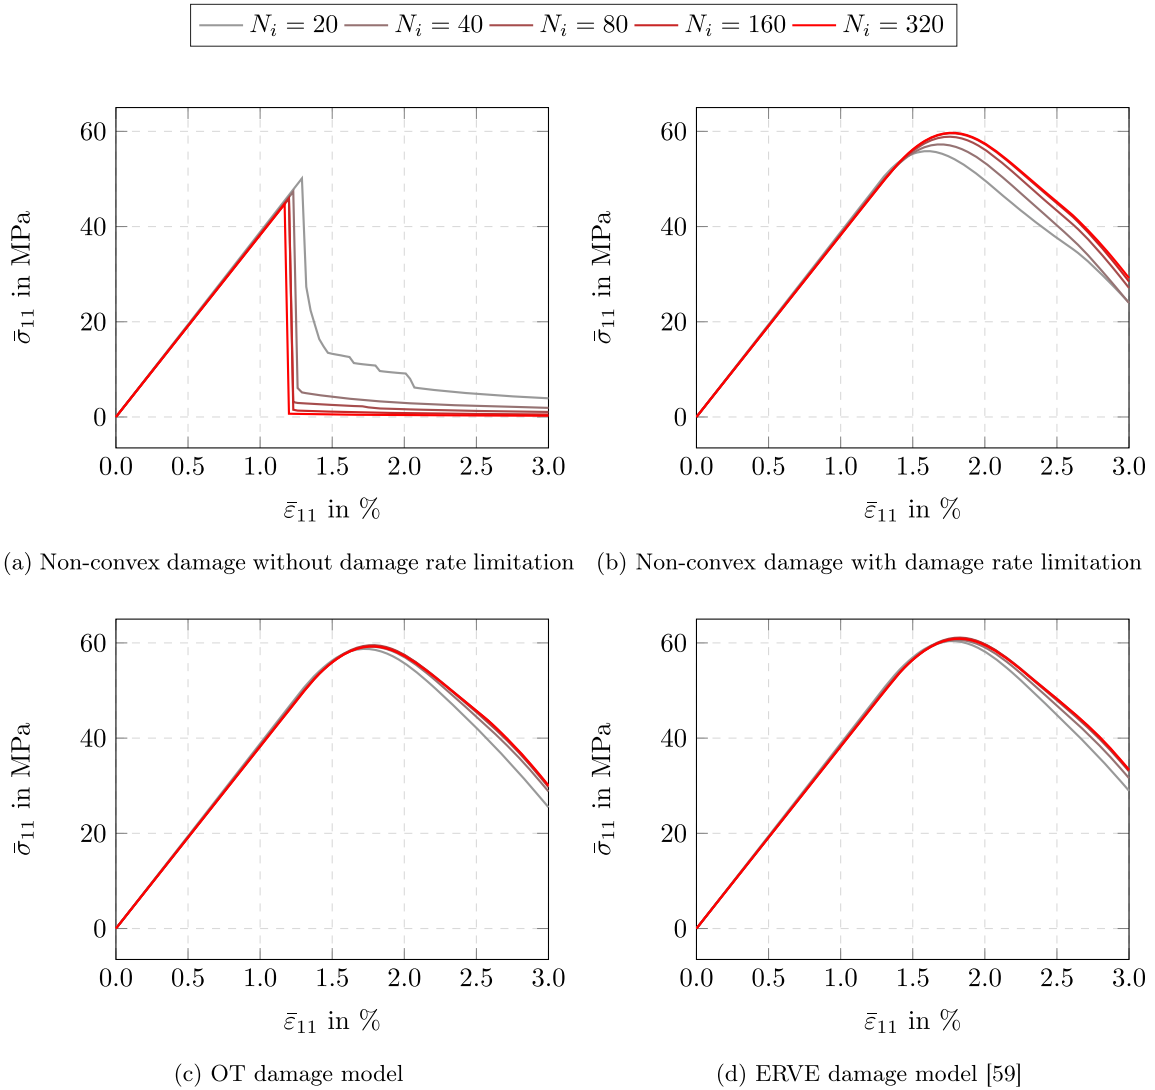 N_i = 20 N_i = 40 N_i = 80 N_i = 160 N_i = 320
60
40
20
0
0.0 0.5 1.0 1.5 2.0 2.5 3.0
σ̄₁₁ in MPa
ε̄₁₁ in %
(a) Non-convex damage without damage rate limitation
60
40
20
0
0.0 0.5 1.0 1.5 2.0 2.5 3.0
σ̄₁₁ in MPa
ε̄₁₁ in %
(b) Non-convex damage with damage rate limitation
60
40
20
0
0.0 0.5 1.0 1.5 2.0 2.5 3.0
σ̄₁₁ in MPa
ε̄₁₁ in %
(c) OT damage model
60
40
20
0
0.0 0.5 1.0 1.5 2.0 2.5 3.0
σ̄₁₁ in MPa
ε̄₁₁ in %
(d) ERVE damage model [59]